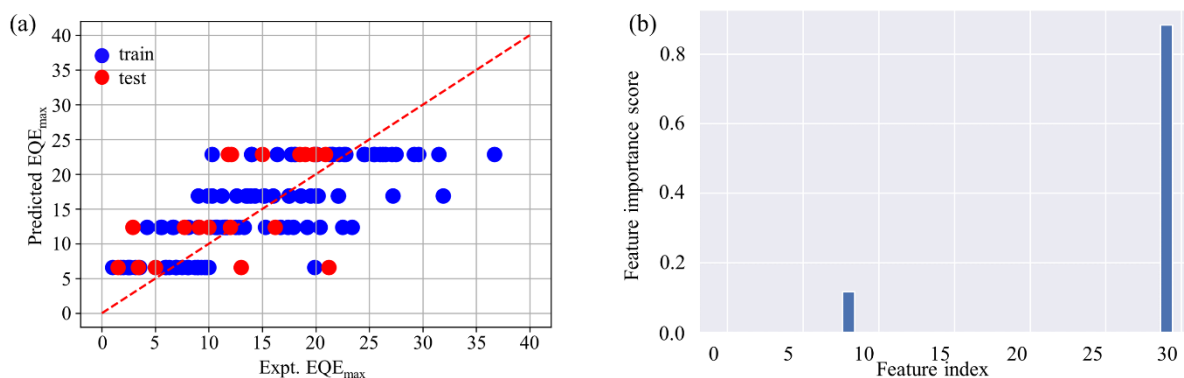 (a)
Predicted EQEmax
40
35
30
25
20
15
10
5
0
train
test
0 5 10 15 20 25 30 35 40
Expt. EQEmax
(b)
Feature importance score
0.8
0.6
0.4
0.2
0.0
0 5 10 15 20 25 30
Feature index